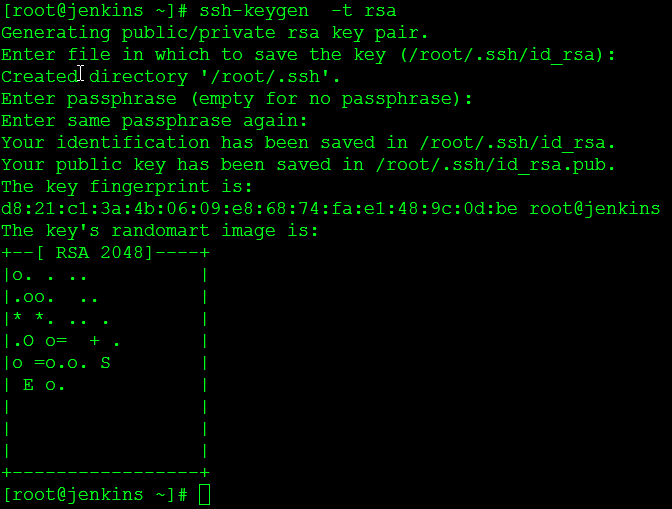 [root@jenkins ~]# ssh-keygen  -t rsa
Generating public/private rsa key pair.
Enter file in which to save the key (/root/.ssh/id_rsa):
Created directory '/root/.ssh'.
Enter passphrase (empty for no passphrase):
Enter same passphrase again:
Your identification has been saved in /root/.ssh/id_rsa.
Your public key has been saved in /root/.ssh/id_rsa.pub.
The key fingerprint is:
d8:21:c1:3a:4b:06:09:e8:68:74:fa:e1:48:9c:0d:be root@jenkins
The key's randomart image is:
+--[ RSA 2048]----+
|o. . ..          |
|.oo.  ..         |
|* *. .. .        |
|.O o=  + .       |
|o =o.o. S        |
| E o.            |
|                 |
|                 |
|                 |
+-----------------+
[root@jenkins ~]#